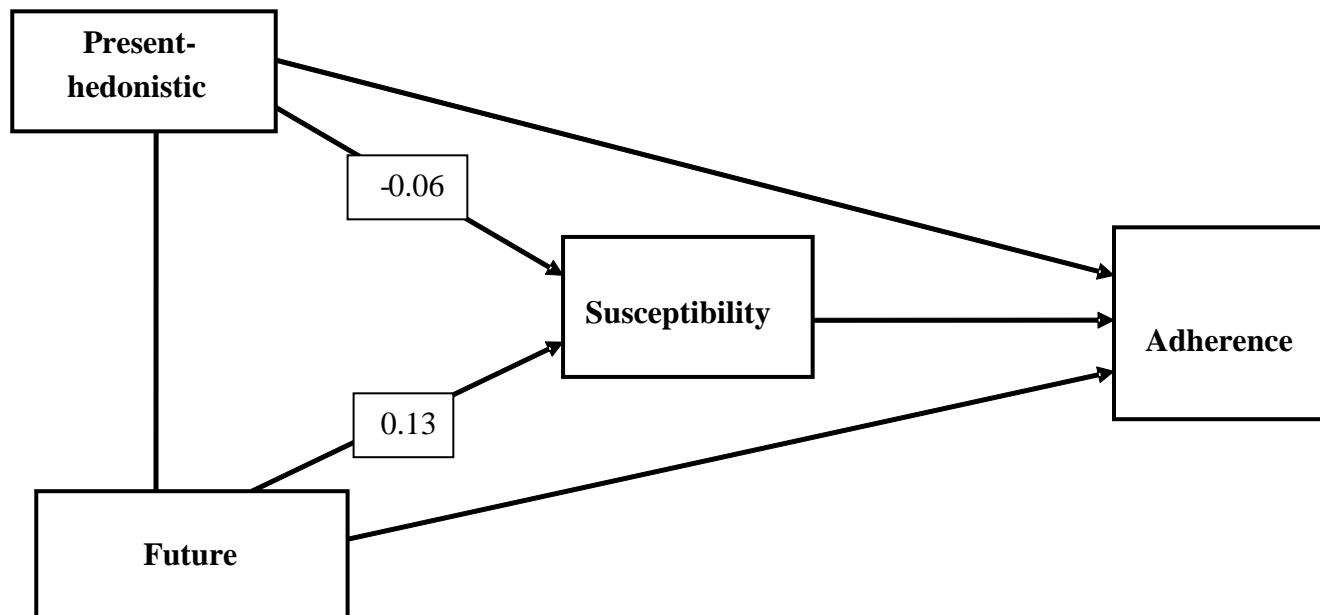 Present-
hedonistic
-0.06
Susceptibility
Adherence
0.13
Future